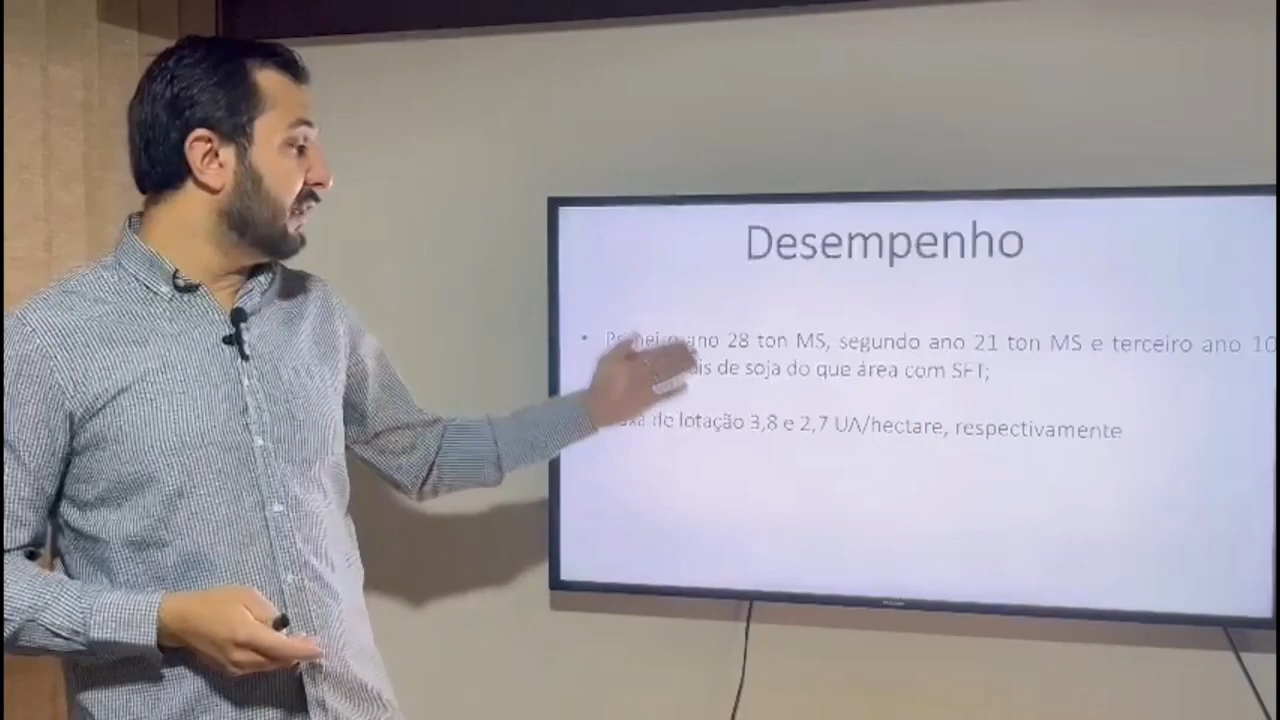 Desempenho
• ano 28 ton MS, segundo ano 21 ton MS e terceiro ano 10
de soja do que área com SFT;
de lotação 3,8 e 2,7 UA/hectare, respectivamente